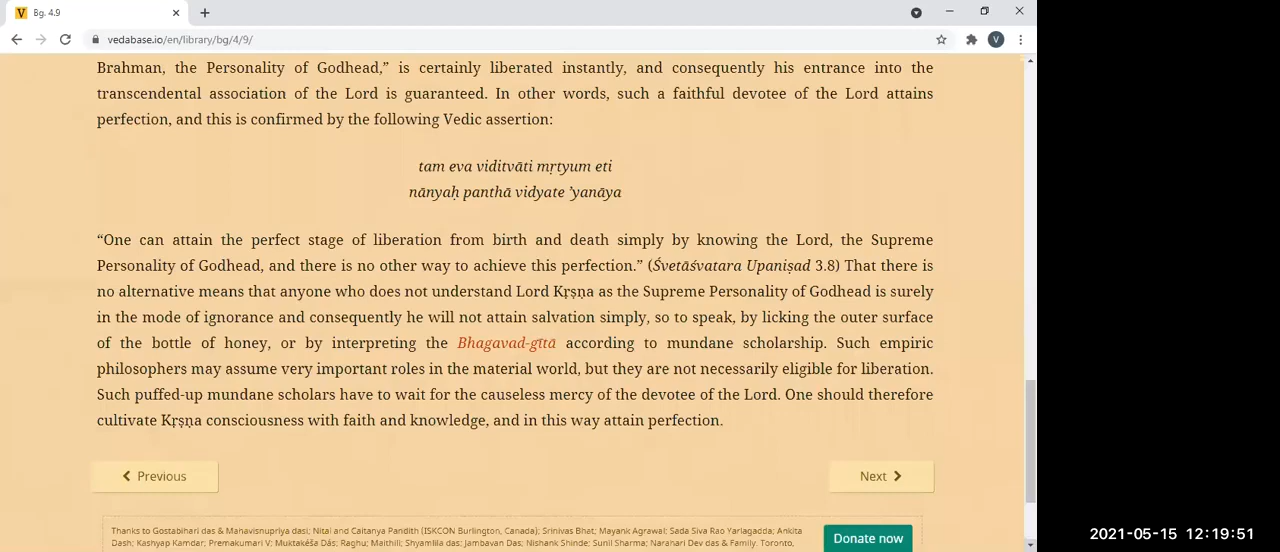 Bg. 4.9
vedabase.io/en/library/bg/4/9/
V
Brahman, the Personality of Godhead,” is certainly liberated instantly, and consequently his entrance into the
transcendental association of the Lord is guaranteed. In other words, such a faithful devotee of the Lord attains
perfection, and this is confirmed by the following Vedic assertion:
tam eva viditvāti mṛtyum eti
nānyaḥ panthā vidyate ’yanāya
“One can attain the perfect stage of liberation from birth and death simply by knowing the Lord, the Supreme
Personality of Godhead, and there is no other way to achieve this perfection.” (Śvetāśvatara Upaniṣad 3.8) That there is
no alternative means that anyone who does not understand Lord Kṛṣṇa as the Supreme Personality of Godhead is surely
in the mode of ignorance and consequently he will not attain salvation simply, so to speak, by licking the outer surface
of the bottle of honey, or by interpreting the Bhagavad-gītā according to mundane scholarship. Such empiric
philosophers may assume very important roles in the material world, but they are not necessarily eligible for liberation.
Such puffed-up mundane scholars have to wait for the causeless mercy of the devotee of the Lord. One should therefore
cultivate Kṛṣṇa consciousness with faith and knowledge, and in this way attain perfection.
Previous
Next
Thanks to Gostabihari das & Mahavisnupriya dasi; Nitai and Caitanya Pandith (ISKCON Burlington, Canada); Srinivas Bhat; Mayank Agrawal; Sada Siva Rao Yarlagadda; Ankita
Dash; Kashyap Kamdar; Premakumari V; Muktakéša Dås; Raghu; Maithili; Shyamlila das; Jambavan Das; Nishank Shinde; Sunil Sharma; Narahari Dev das & Family: Toronto,
Donate now
2021-05-15 12:19:51